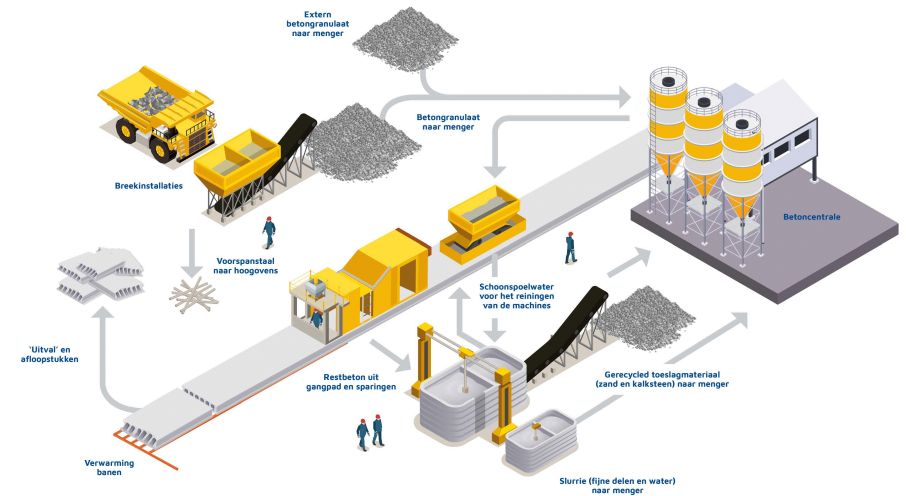 Extern
betongranulaat
naar menger
Betongranulaat
naar menger
Breekinstallaties
Betoncentrale
Voorspanstaal
naar hoogovens
Schoonspoelwater
voor het reiningen
van de machines
'Uitval' en
afloopstukken
Restbeton uit
gangpad en sparingen
Gerecycled toeslagmateriaal
(zand en kalksteen) naar menger
Verwarming
banen
Slurrie (fijne delen en water)
naar menger